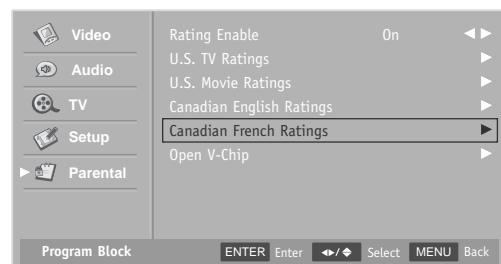 Video
Audio
TV
Setup
Parental
Rating Enable On
U.S. TV Ratings
U.S. Movie Ratings
Canadian English Ratings
Canadian French Ratings
Open V-Chip
Program Block ENTER Enter Select MENU Back